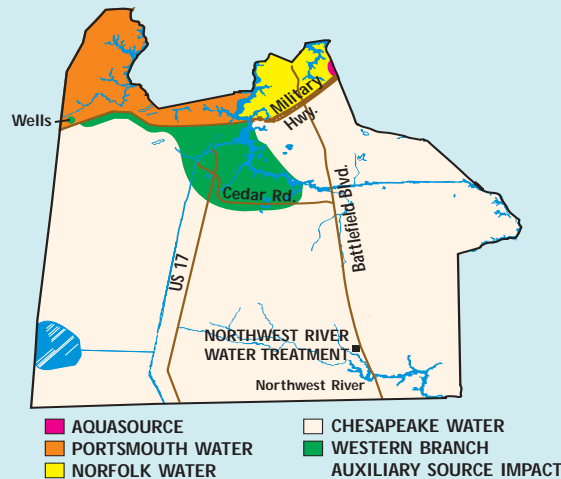 Military
Hwy.
Wells
Cedar Rd.
Battlefield Blvd.
US 17
NORTHWEST RIVER
WATER TREATMENT
Northwest River
AQUASOURCE
PORTSMOUTH WATER
NORFOLK WATER
CHESAPEAKE WATER
WESTERN BRANCH
AUXILIARY SOURCE IMPACT